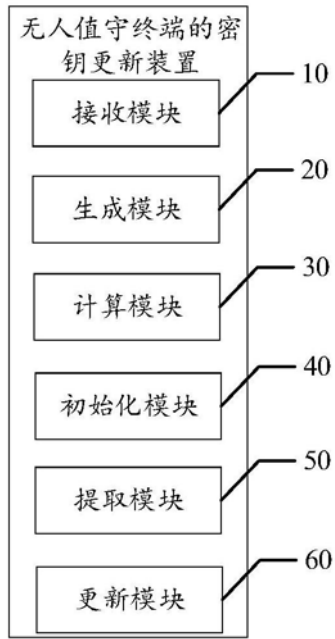 无人值守终端的密
钥更新装置
接收模块 10
生成模块 20
计算模块 30
初始化模块 40
提取模块 50
更新模块 60